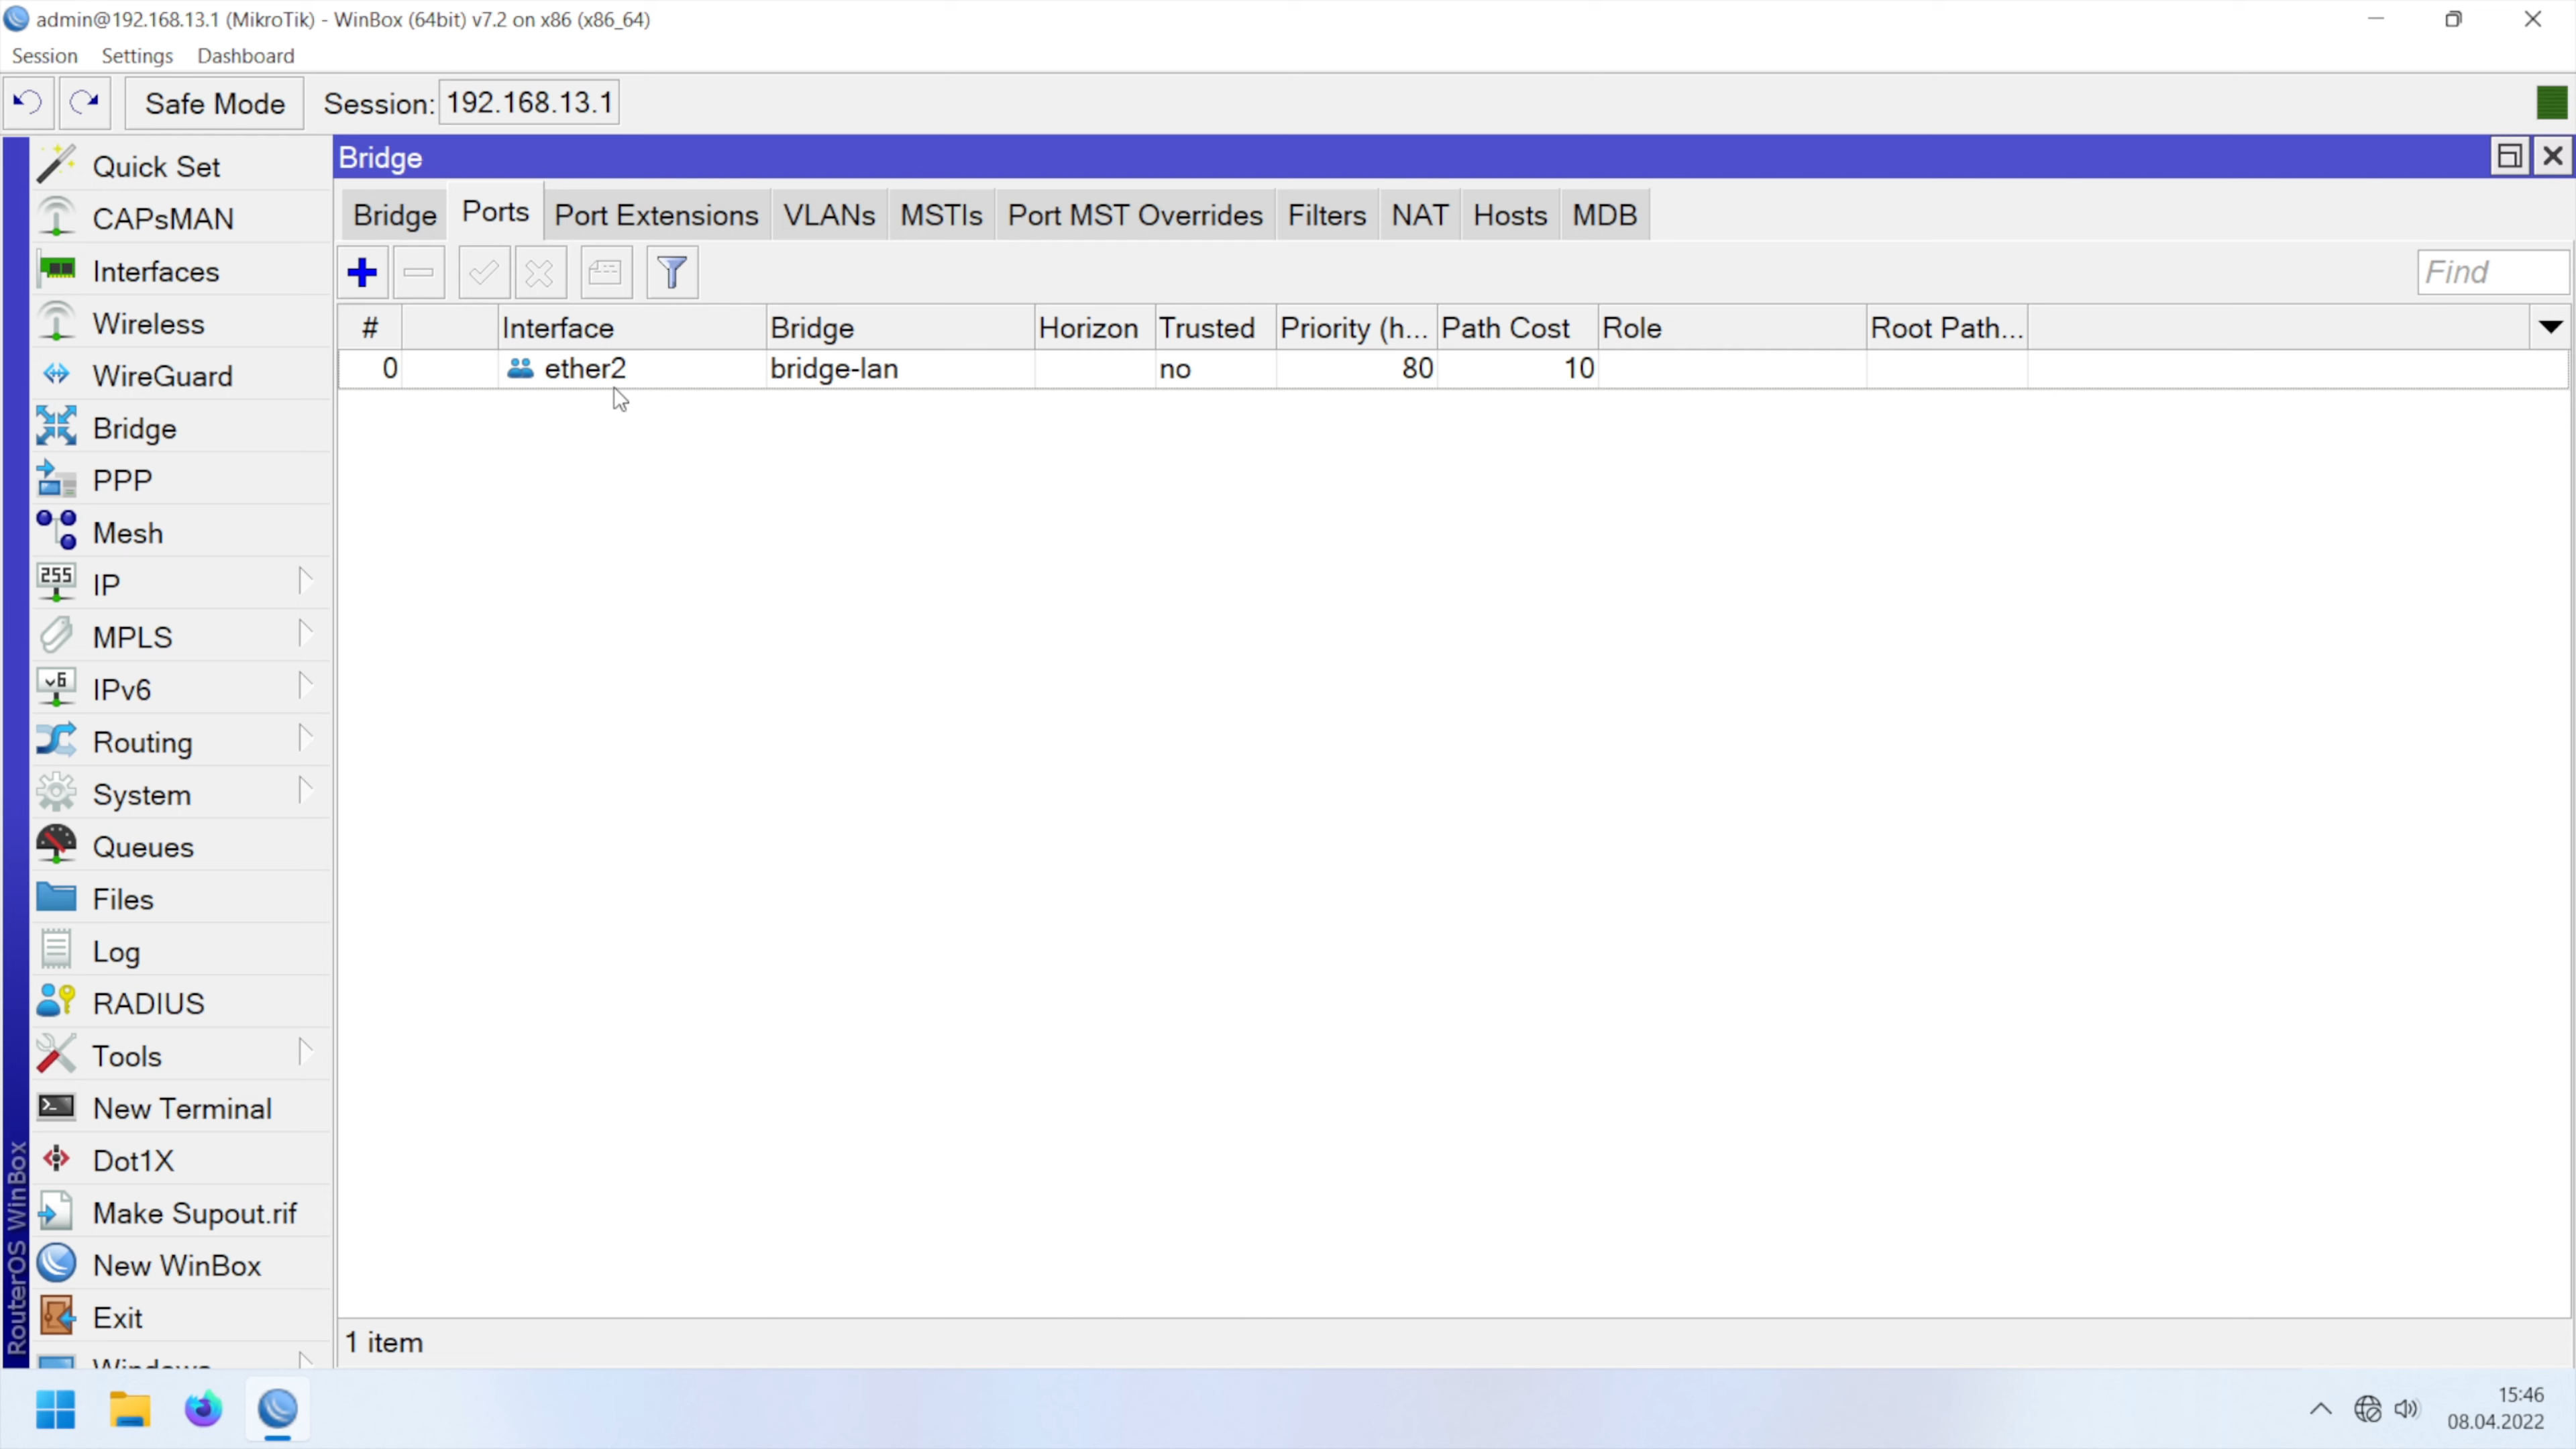 admin@192.168.13.1 (MikroTik) - WinBox (64bit) v7.2 on x86 (x86_64)
Session Settings Dashboard
Safe Mode Session: 192.168.13.1
Bridge
Bridge Ports Port Extensions VLANs MSTIs Port MST Overrides Filters NAT Hosts MDB
Find
# Interface Bridge Horizon Trusted Priority (h... Path Cost Role Root Path...
0 ether2 bridge-lan no 80 10
Quick Set
CAPsMAN
Interfaces
Wireless
WireGuard
Bridge
PPP
Mesh
255 IP
MPLS
v6 IPv6
Routing
System
Queues
Files
Log
RADIUS
Tools
New Terminal
Dot1X
Make Supout.rif
New WinBox
Exit
Windows
RouterOS WinBox
1 item
15:46
08.04.2022